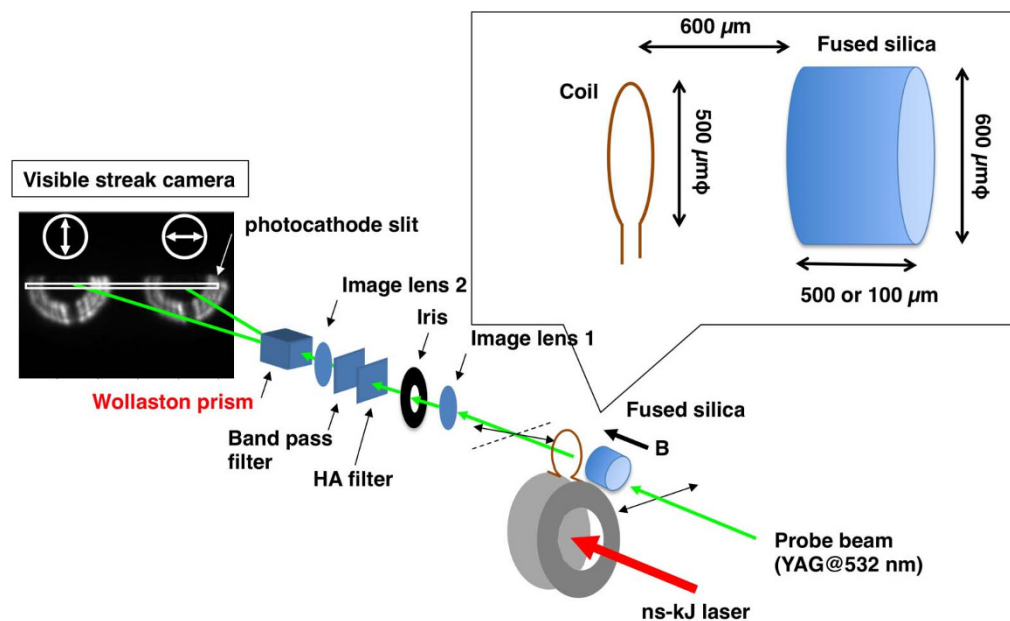 600 µm
Fused silica
Coil
500 µmϕ
600 µmϕ
500 or 100 µm
Visible streak camera
photocathode slit
Image lens 2
Iris
Image lens 1
Wollaston prism
Band pass
filter
HA filter
Fused silica
B
Probe beam
(YAG@532 nm)
ns-kJ laser